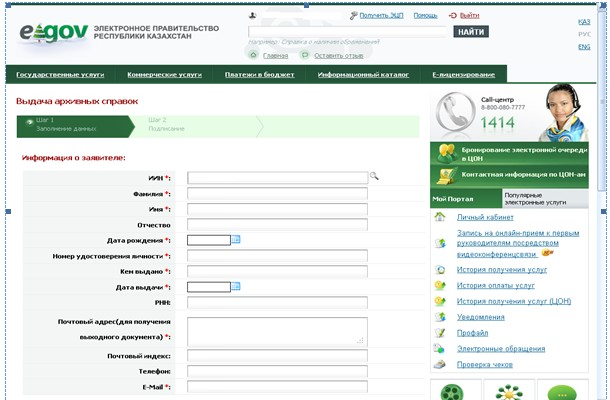 e-gov
ЭЛЕКТРОННОЕ ПРАВИТЕЛЬСТВО
РЕСПУБЛИКИ КАЗАХСТАН
Получить ЭЦП Помощь Выйти
НАЙТИ
Например: Справка о наличии обременений
Главная Оставить отзыв
ҚАЗ
РУС
ENG
Государственные услуги Коммерческие услуги Платежи в бюджет Информационный каталог Е-лицензирование
Выдача архивных справок
Шаг 1
Заполнение данных
Шаг 2
Подписание
Информация о заявителе:
ИИН *:
Фамилия *:
Имя *:
Отчество
Дата рождения *:
Номер удостоверения личности *:
Кем выдано *:
Дата выдачи *:
РНН:
Почтовый адрес(для получения
выходного документа) *:
Почтовый индекс:
Телефон:
E-Mail *:
Call-центр
8-800-080-7777
1414
Бронирование электронной очереди
в ЦОН
Контактная информация по ЦОН-ам
Мой Портал
Популярные
электронные услуги
Личный кабинет
Запись на онлайн-прием к первым
руководителям посредством
видеоконференцсвязи
История получения услуг
История оплаты услуг
История получения услуг (ЦОН)
Уведомления
Профайл
Электронные обращения
Проверка чеков